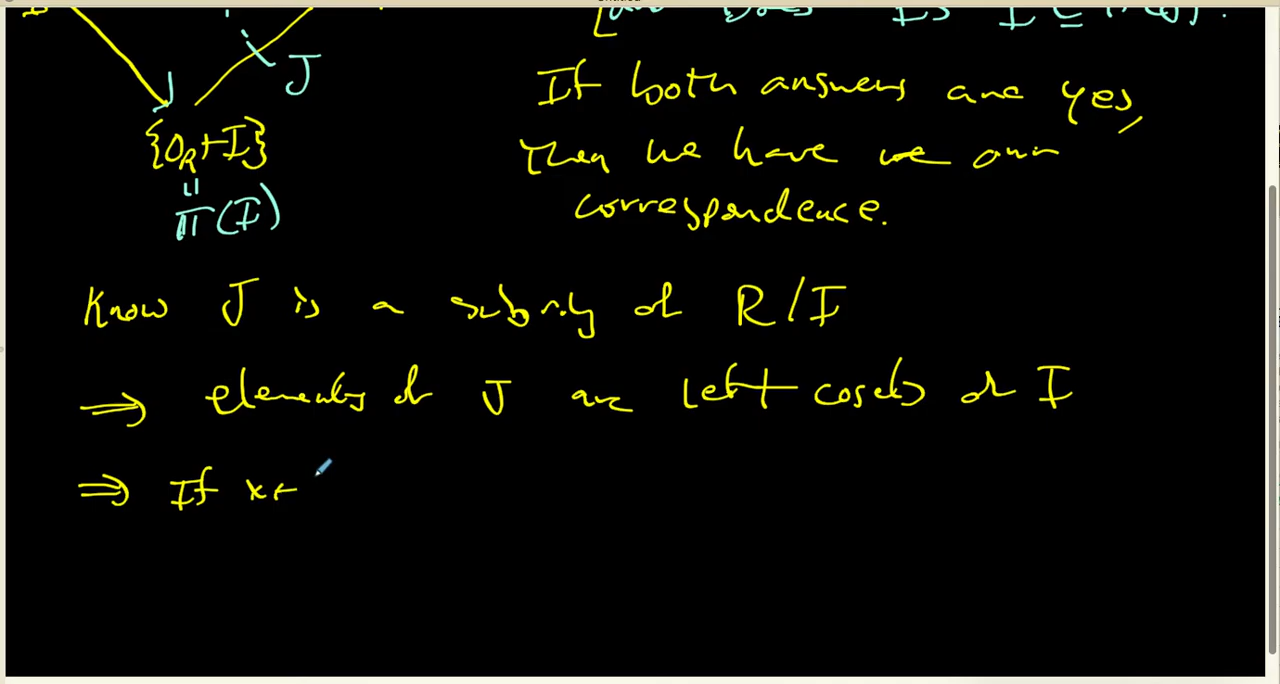 J
If both answers are yes,
{0_R + I}
then we have we our
"
π(I)
correspondence.
Know J is a subring of R/I
⇒ elements of J are left cosets of I
⇒ If x+